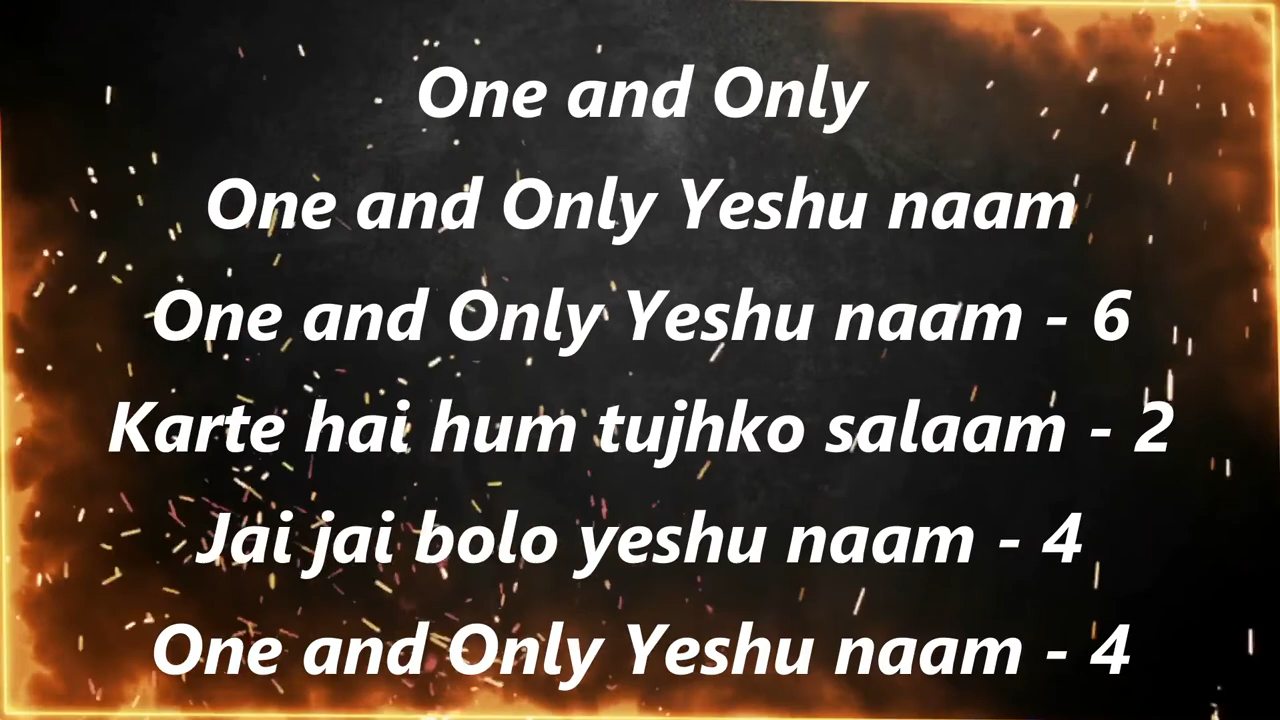 One and Only
One and Only Yeshu naam
One and Only Yeshu naam - 6
Karte hai hum tujhko salaam - 2
Jai jai bolo yeshu naam - 4
One and Only Yeshu naam - 4